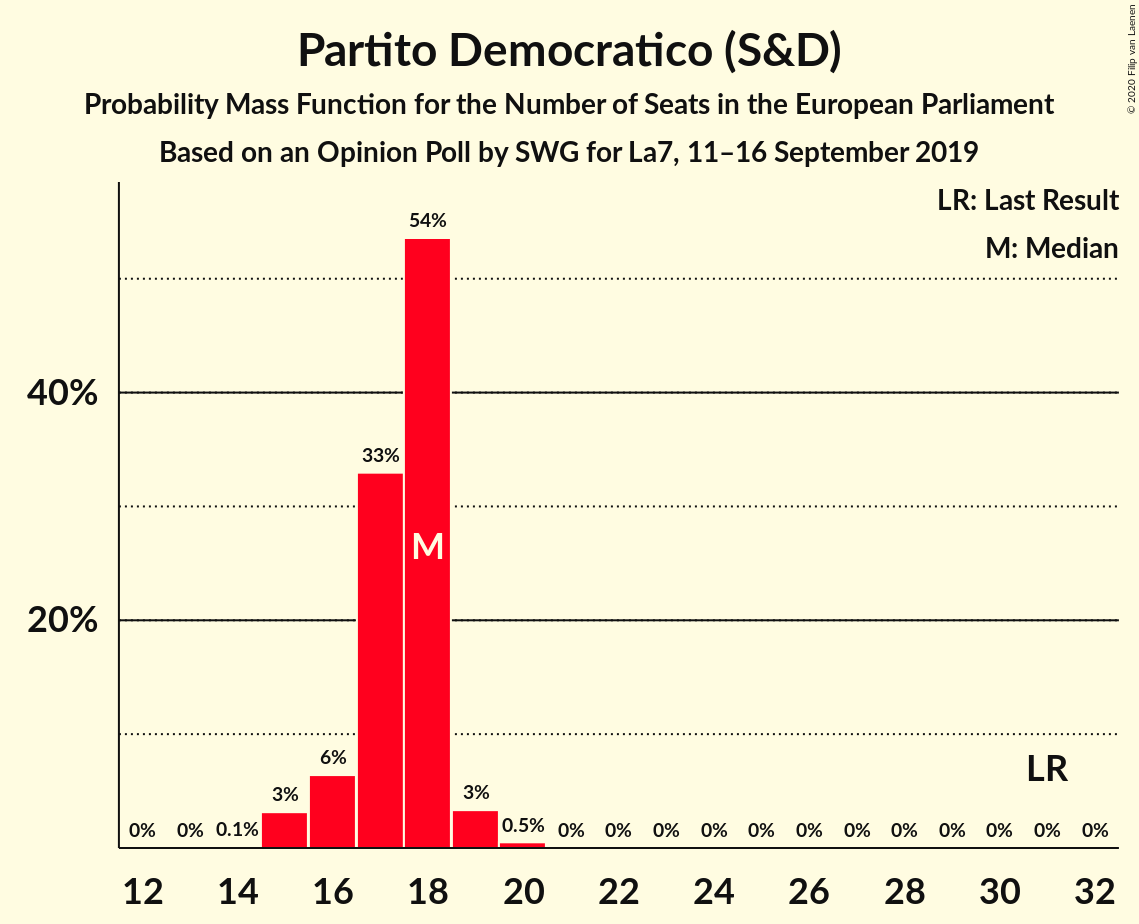 Partito Democratico (S&D)
Probability Mass Function for the Number of Seats in the European Parliament
Based on an Opinion Poll by SWG for La7, 11–16 September 2019
© 2020 Filip van Laenen
LR: Last Result
M: Median
54%
40%
33%
M
20%
LR
6%
3%
3%
0% 0% 0.1% 0.5% 0% 0% 0% 0% 0% 0% 0% 0% 0% 0% 0% 0%
12 14 16 18 20 22 24 26 28 30 32